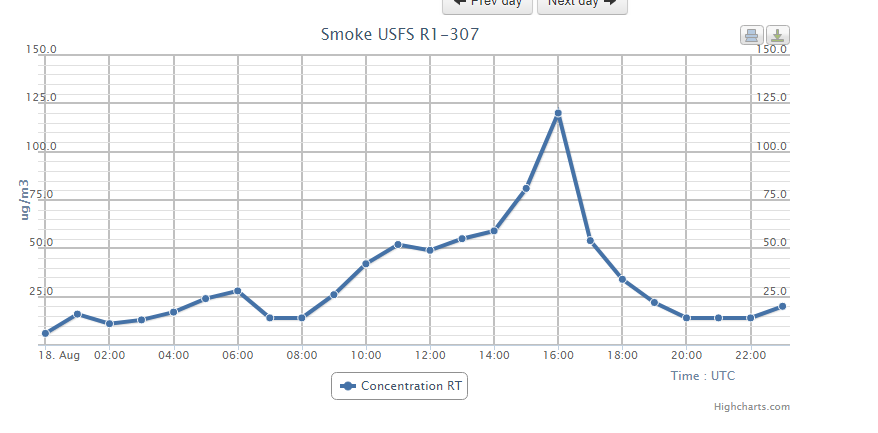 Prev day Next day
Smoke USFS R1-307
150.0 150.0
125.0 125.0
100.0 100.0
75.0 75.0
50.0 50.0
25.0 25.0
ug/m3
18. Aug 02:00 04:00 06:00 08:00 10:00 12:00 14:00 16:00 18:00 20:00 22:00
Time : UTC
Concentration RT
Highcharts.com